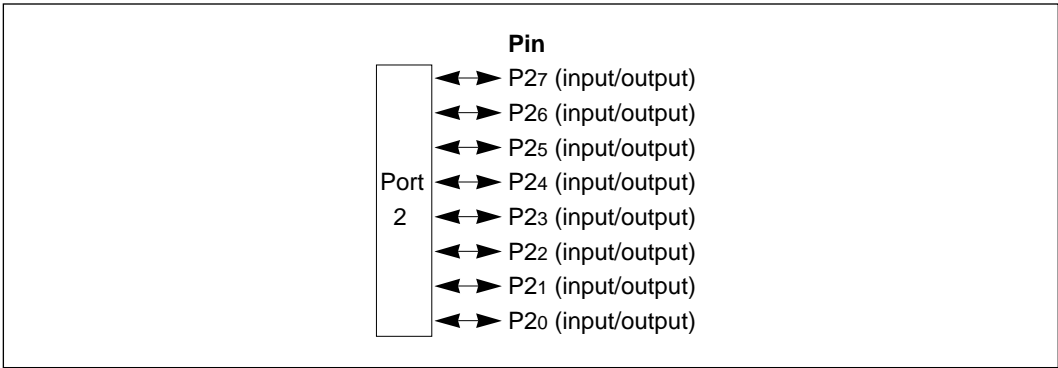 Pin
P27 (input/output)
P26 (input/output)
P25 (input/output)
Port
P24 (input/output)
2
P23 (input/output)
P22 (input/output)
P21 (input/output)
P20 (input/output)